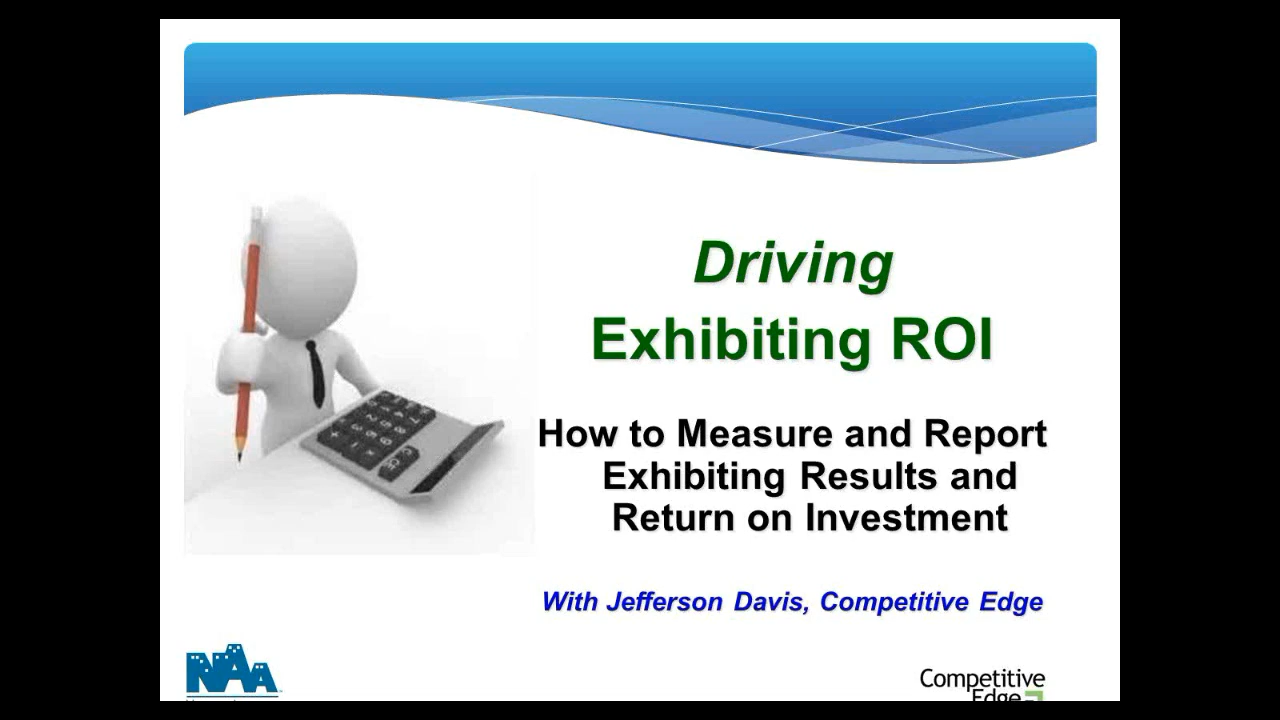 Driving
Exhibiting ROI
How to Measure and Report
Exhibiting Results and
Return on Investment
With Jefferson Davis, Competitive Edge
NAA
Competitive
Edge